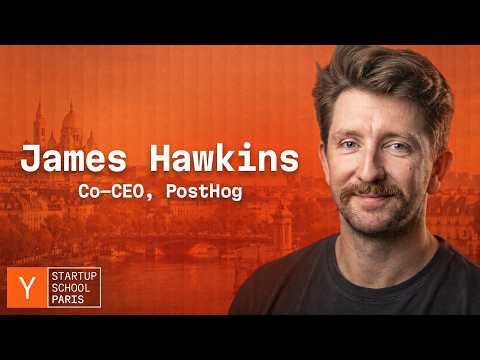 James Hawkins
Co-CEO, PostHog
Y
STARTUP
SCHOOL
PARIS